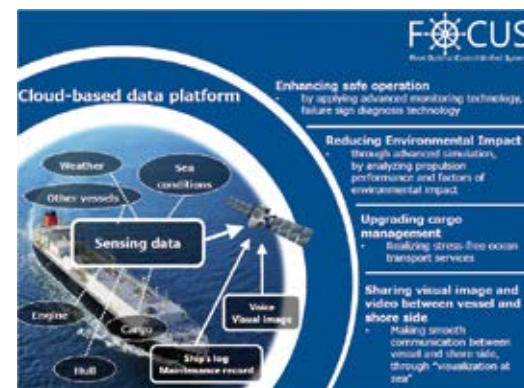 FOCUS
Cloud-based data platform
Weather
Sea
conditions
Other vessels
Sensing data
Engine
Cargo
Hull
Voice
Visual image
Ship's log
Maintenance record
Enhancing safe operation
• by applying advanced monitoring technology,
failure sign diagnosis technology
Reducing Environmental Impact
• through advanced simulation,
by analyzing propulsion
performance and factors of
environmental impact
Upgrading cargo
management
• Realizing stress-free ocean
transport services
Sharing visual image and
video between vessel and
shore side
• Making smooth
communication between
vessel and shore side,
through "visualization at
sea"